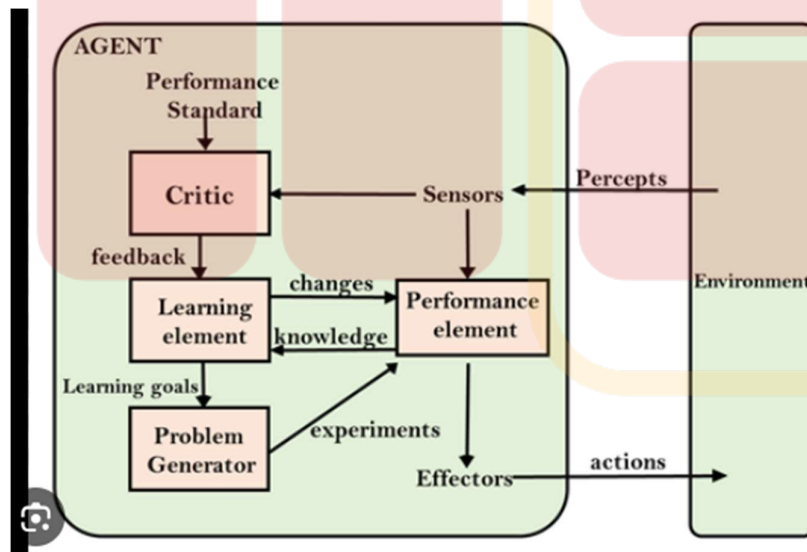 AGENT
Performance
Standard
Critic
Sensors
Percepts
feedback
Environment
changes
Learning
element
Performance
element
knowledge
Learning goals
Problem
Generator
experiments
Effectors
actions